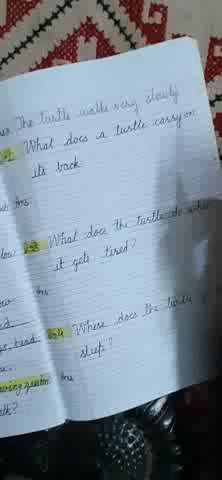 The turtle walks very slowly
What does a turtle carry on
its back
Ans
What does the turtle do when
it gets tired?
Ans
Where does the turtle
sleep?
Ans